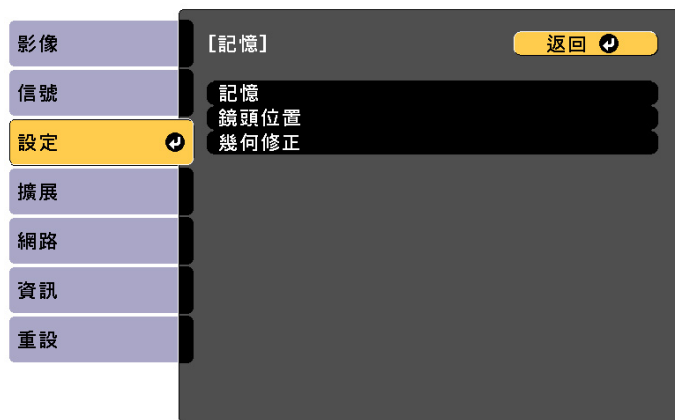 影像
信號
設定
擴展
網路
資訊
重設
[記憶]
返回
記憶
鏡頭位置
幾何修正